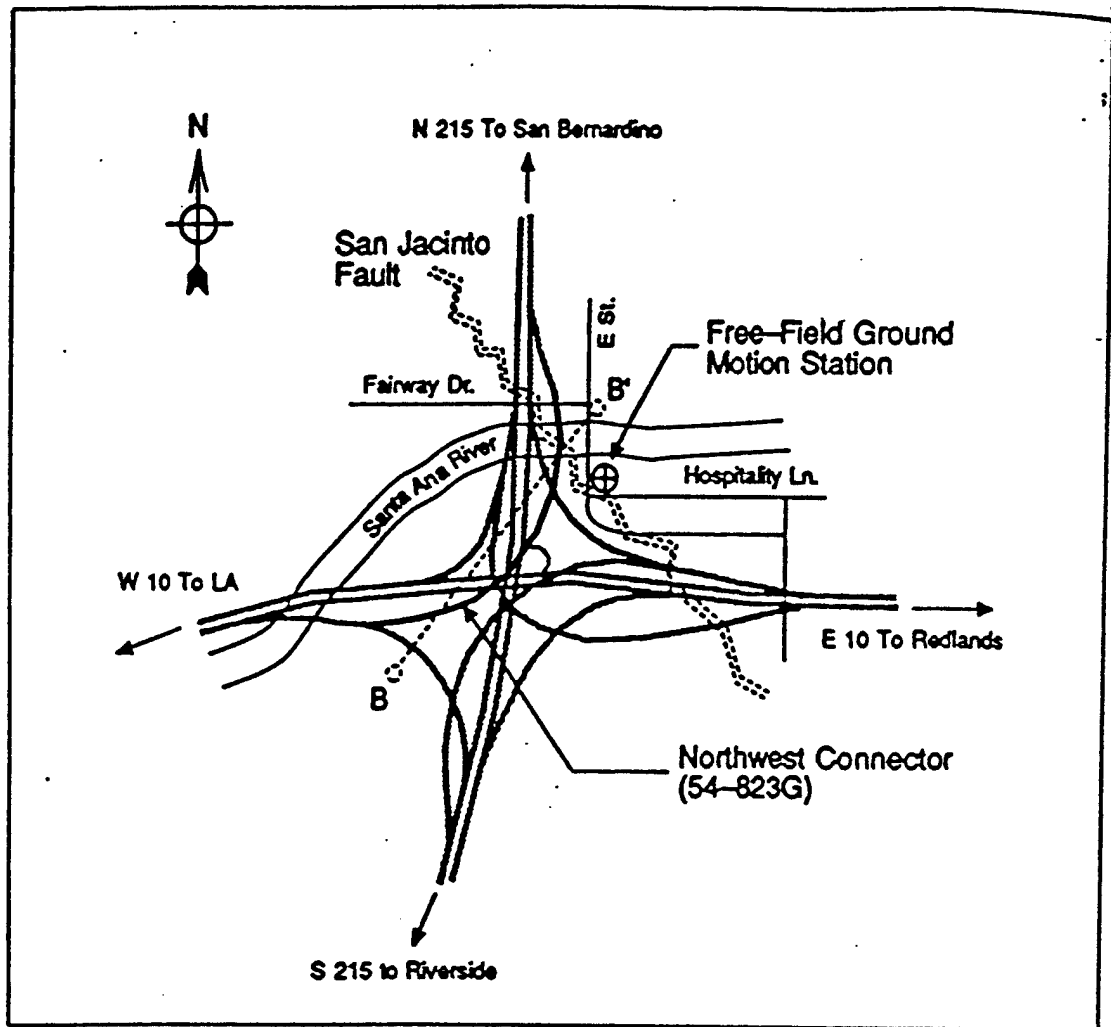 N
N 215 To San Bernardino
San Jacinto
Fault
E St.
Free-Field Ground
Motion Station
Fairway Dr.
B'
Santa Ana River
Hospitality Ln.
W 10 To LA
E 10 To Redlands
B
Northwest Connector
(54-823G)
S 215 to Riverside